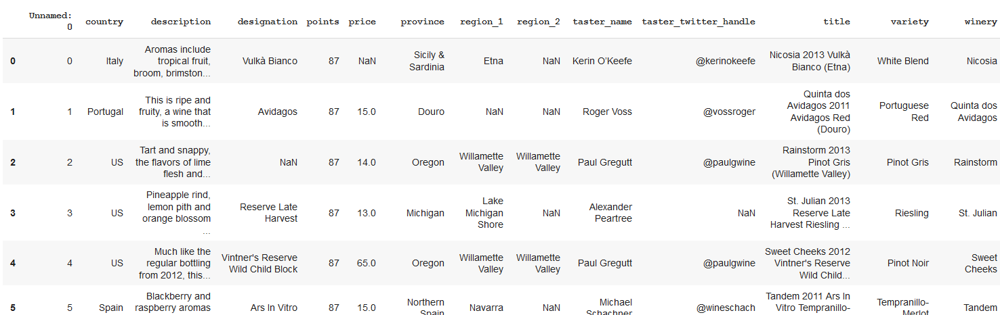 Unnamed: 0 country description designation points price province region_1 region_2 taster_name taster_twitter_handle title variety winery
0 0 Italy Aromas include tropical fruit, broom, brimston... Vulkà Bianco 87 NaN Sicily & Sardinia Etna NaN Kerin O’Keefe @kerinokeefe Nicosia 2013 Vulkà Bianco (Etna) White Blend Nicosia
1 1 Portugal This is ripe and fruity, a wine that is smooth... Avidagos 87 15.0 Douro NaN NaN Roger Voss @vossroger Quinta dos Avidagos 2011 Avidagos Red (Douro) Portuguese Red Quinta dos Avidagos
2 2 US Tart and snappy, the flavors of lime flesh and... NaN 87 14.0 Oregon Willamette Valley Willamette Valley Paul Gregutt @paulgwine Rainstorm 2013 Pinot Gris (Willamette Valley) Pinot Gris Rainstorm
3 3 US Pineapple rind, lemon pith and orange blossom ... Reserve Late Harvest 87 13.0 Michigan Lake Michigan Shore NaN Alexander Peartree NaN St. Julian 2013 Reserve Late Harvest Riesling ... Riesling St. Julian
4 4 US Much like the regular bottling from 2012, this... Vintner's Reserve Wild Child Block 87 65.0 Oregon Willamette Valley Willamette Valley Paul Gregutt @paulgwine Sweet Cheeks 2012 Vintner's Reserve Wild Child... Pinot Noir Sweet Cheeks
5 5 Spain Blackberry and raspberry aromas Ars In Vitro 87 15.0 Northern Spain Navarra NaN Michael Schachner @wineschach Tandem 2011 Ars In Vitro Tempranillo- Tempranillo-Merlot Tandem